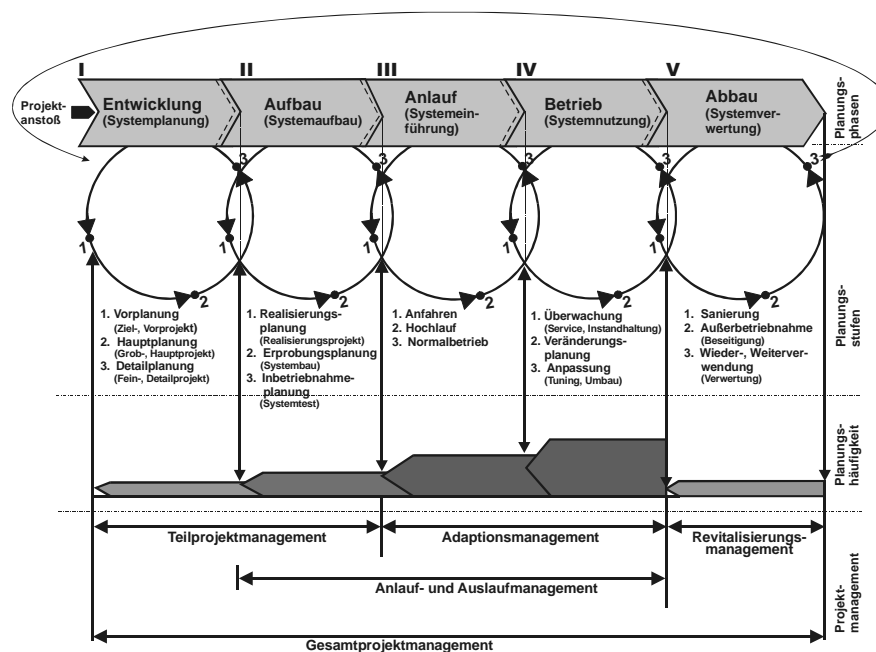 I
II
III
IV
V
Projekt-
anstoß
Entwicklung
(Systemplanung)
Aufbau
(Systemaufbau)
Anlauf
(Systemein-
führung)
Betrieb
(Systemnutzung)
Abbau
(Systemver-
wertung)
Planungs-
phasen
3
3
3
3
3
1
1
1
1
1
2
2
2
2
2
1. Vorplanung
(Ziel-, Vorprojekt)
2. Hauptplanung
(Grob-, Hauptprojekt)
3. Detailplanung
(Fein-, Detailprojekt)
1. Realisierungs-
planung
(Realisierungsprojekt)
2. Erprobungsplanung
(Systembau)
3. Inbetriebnahme-
planung
(Systemtest)
1. Anfahren
2. Hochlauf
3. Normalbetrieb
1. Überwachung
(Service, Instandhaltung)
2. Veränderungs-
planung
3. Anpassung
(Tuning, Umbau)
1. Sanierung
2. Außerbetriebnahme
(Beseitigung)
3. Wieder-, Weiterver-
wendung
(Verwertung)
Planungs-
stufen
Planungs-
häufigkeit
Teilprojektmanagement
Adaptionsmanagement
Revitalisierungs-
management
Anlauf- und Auslaufmanagement
Gesamtprojektmanagement
Projekt-
management